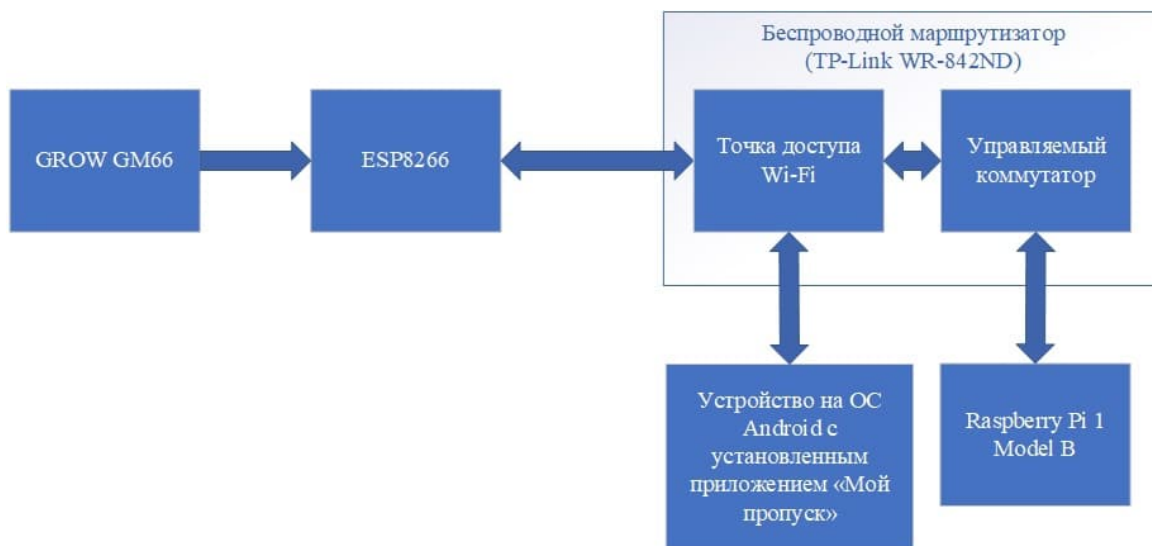 Беспроводной маршрутизатор
(TP-Link WR-842ND)
GROW GM66
ESP8266
Точка доступа
Wi-Fi
Управляемый
коммутатор
Устройство на ОС
Android с
установленным
приложением «Мой
пропуск»
Raspberry Pi 1
Model B